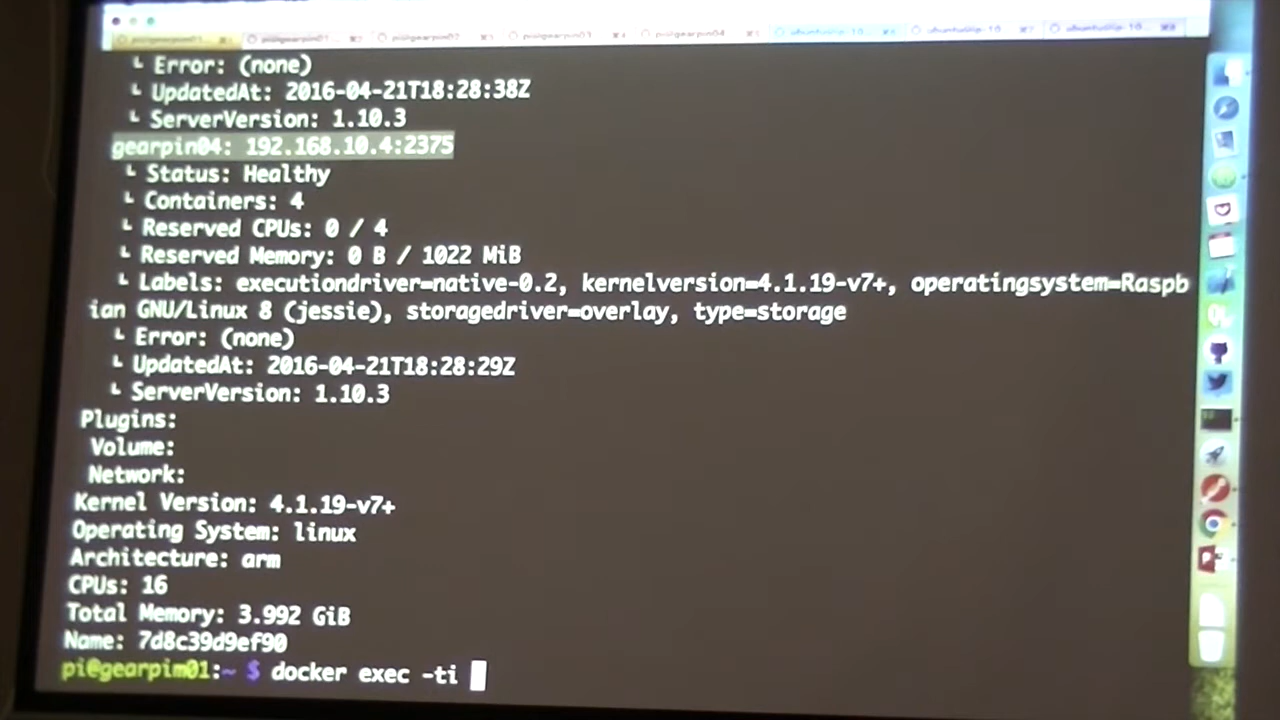 └ Error: (none)
└ UpdatedAt: 2016-04-21T18:28:38Z
└ ServerVersion: 1.10.3
gearpin04: 192.168.10.4:2375
└ Status: Healthy
└ Containers: 4
└ Reserved CPUs: 0 / 4
└ Reserved Memory: 0 B / 1022 MiB
└ Labels: executiondriver=native-0.2, kernelversion=4.1.19-v7+, operatingsystem=Raspb
ian GNU/Linux 8 (jessie), storagedriver=overlay, type=storage
└ Error: (none)
└ UpdatedAt: 2016-04-21T18:28:29Z
└ ServerVersion: 1.10.3
Plugins:
Volume:
Network:
Kernel Version: 4.1.19-v7+
Operating System: linux
Architecture: arm
CPUs: 16
Total Memory: 3.992 GiB
Name: 7d8c39d9ef90
pi@gearpim01:~ $ docker exec -ti